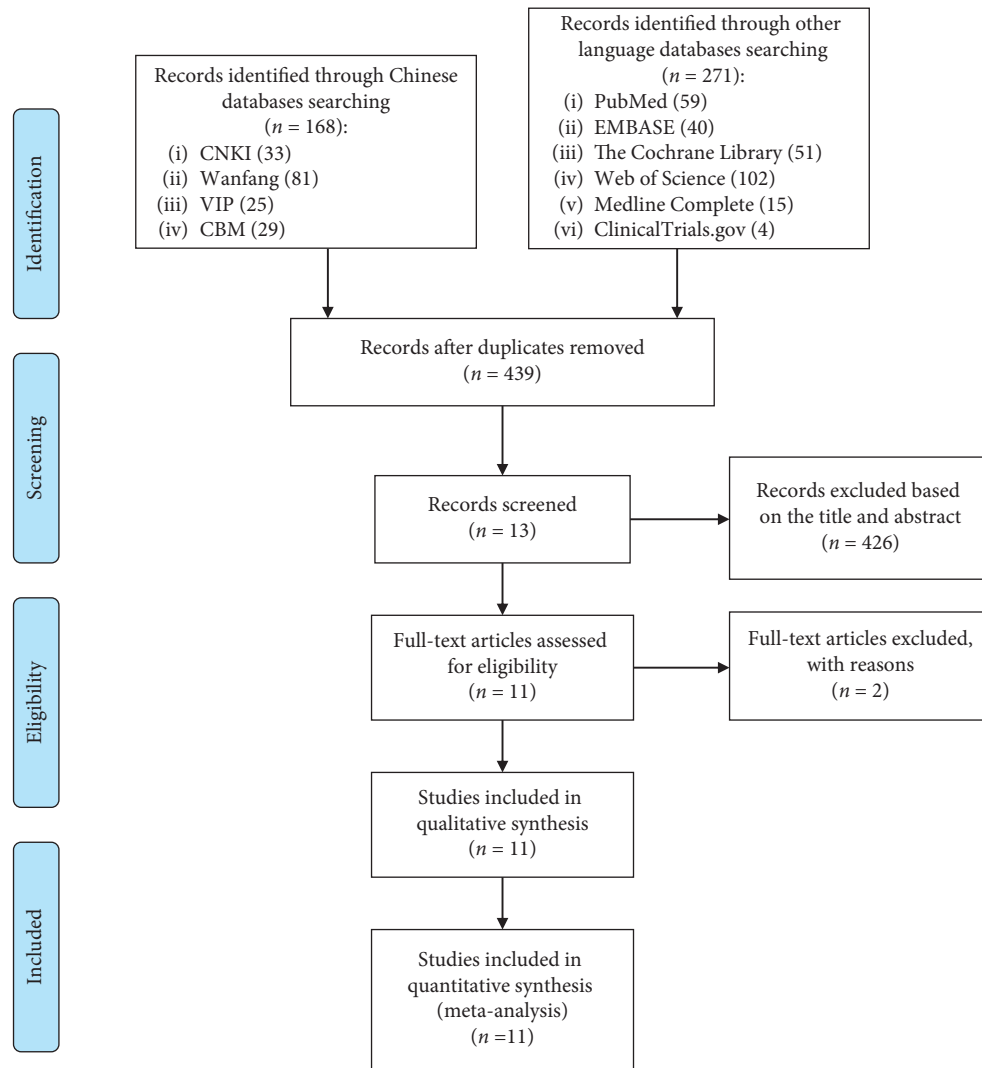 Identification
Screening
Eligibility
Included
Records identified through Chinese
databases searching
(n = 168):
(i) CNKI (33)
(ii) Wanfang (81)
(iii) VIP (25)
(iv) CBM (29)
Records identified through other
language databases searching
(n = 271):
(i) PubMed (59)
(ii) EMBASE (40)
(iii) The Cochrane Library (51)
(iv) Web of Science (102)
(v) Medline Complete (15)
(vi) ClinicalTrials.gov (4)
Records after duplicates removed
(n = 439)
Records screened
(n = 13)
Records excluded based
on the title and abstract
(n = 426)
Full-text articles assessed
for eligibility
(n = 11)
Full-text articles excluded,
with reasons
(n = 2)
Studies included in
qualitative synthesis
(n = 11)
Studies included in
quantitative synthesis
(meta-analysis)
(n =11)